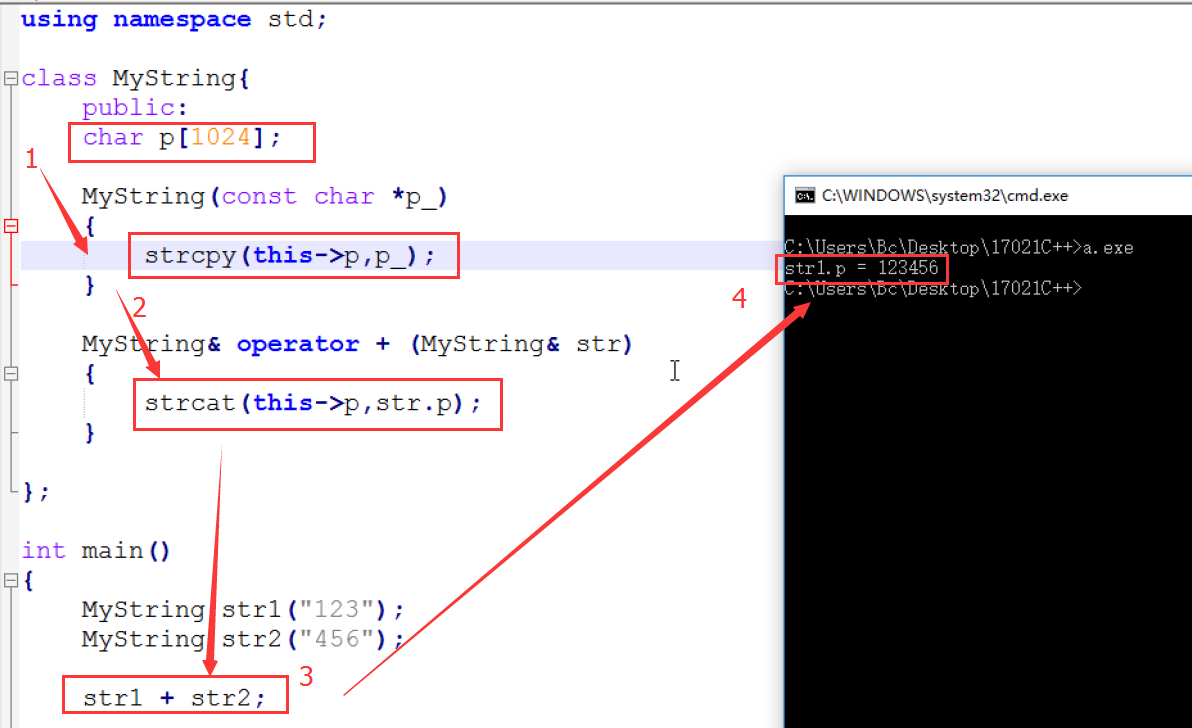 using namespace std;
class MyString{
public:
char p[1024];
1
MyString(const char *p_)
{
strcpy(this->p,p_);
}
2
MyString& operator + (MyString& str)
{
strcat(this->p,str.p);
}
};
int main()
{
MyString str1("123");
MyString str2("456");
3
str1 + str2;
C:\WINDOWS\system32\cmd.exe
C:\Users\Bc\Desktop\17021C++>a.exe
str1.p = 123456
4
C:\Users\Bc\Desktop\17021C++>